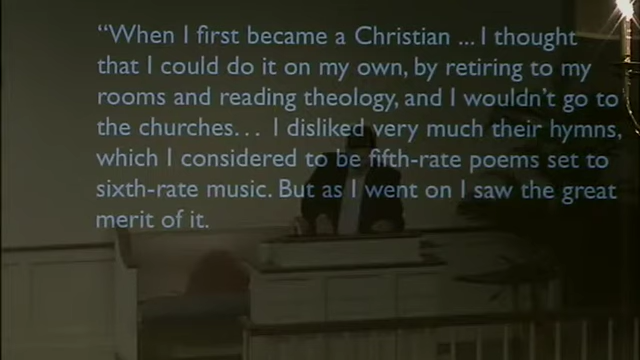 “When I first became a Christian ... I thought
that I could do it on my own, by retiring to my
rooms and reading theology, and I wouldn’t go to
the churches... I disliked very much their hymns,
which I considered to be fifth-rate poems set to
sixth-rate music. But as I went on I saw the great
merit of it.